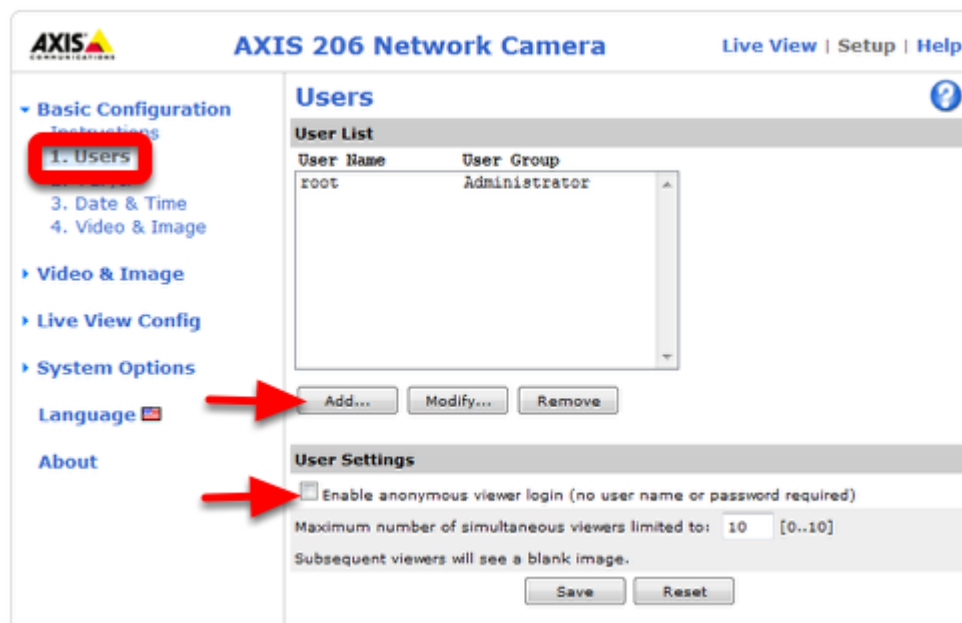 AXIS
COMMUNICATIONS
AXIS 206 Network Camera
Live View | Setup | Help
Basic Configuration
Instructions
1. Users
3. Date & Time
4. Video & Image
Video & Image
Live View Config
System Options
Language
About
Users
?
User List
User Name User Group
root Administrator
Add... Modify... Remove
User Settings
Enable anonymous viewer login (no user name or password required)
Maximum number of simultaneous viewers limited to: 10 [0..10]
Subsequent viewers will see a blank image.
Save Reset